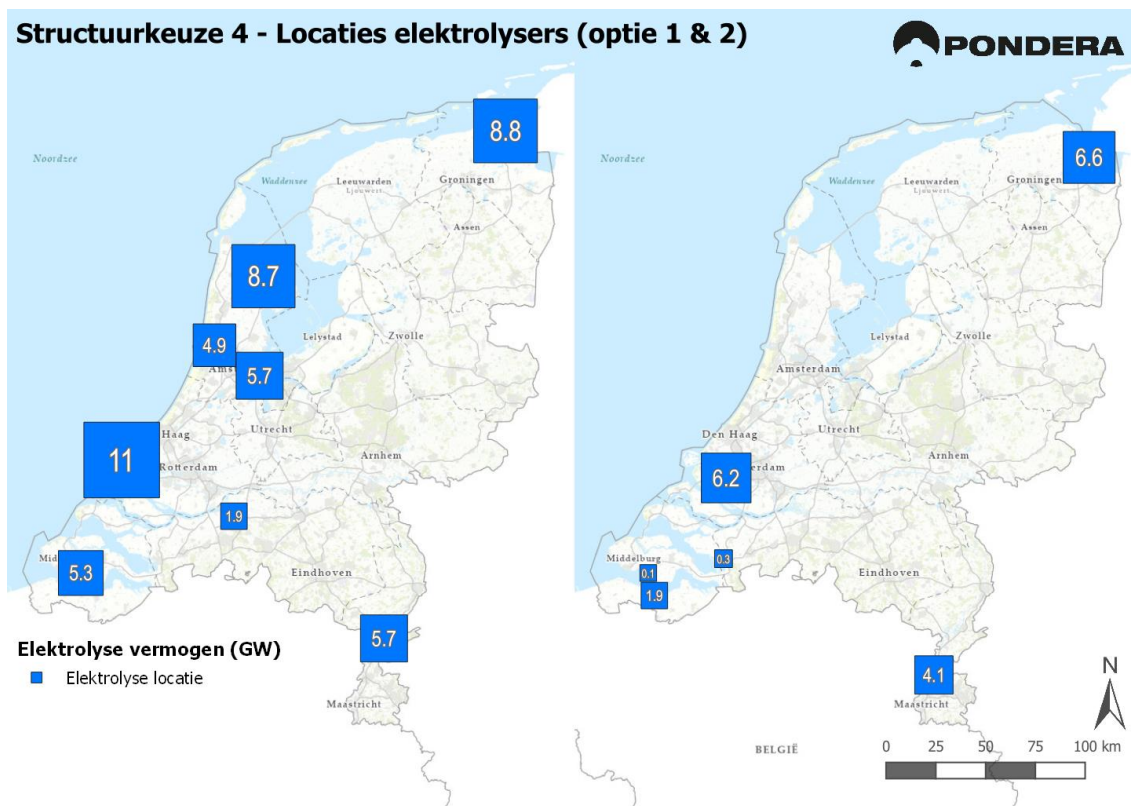 Structuurkeuze 4 - Locaties elektrolysers (optie 1 & 2)
PONDERA
8.8
Noordzee
Waddenzee
Leeuwarden
Ljouwert
Groningen
Assen
8.7
4.9
Lelystad
Zwolle
Amst
5.7
Haag
Utrecht
11
Rotterdam
Arnhem
1.9
Mid
5.3
Eindhoven
5.7
Maastricht
Elektrolyse vermogen (GW)
Elektrolyse locatie
6.6
Noordzee
Waddenzee
Leeuwarden
Ljouwert
Groningen
Assen
Lelystad
Zwolle
Amsterdam
Den Haag
Utrecht
6.2
erdam
Arnhem
Middelburg
0.3
0.1
1.9
Eindhoven
4.1
Maastricht
BELGIË
N
0 25 50 75 100 km